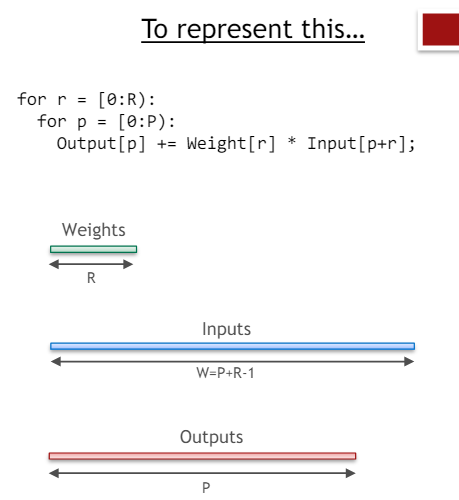 To represent this…
for r = [0:R):
for p = [0:P):
Output[p] += Weight[r] * Input[p+r];
Weights
R
Inputs
W=P+R-1
Outputs
P